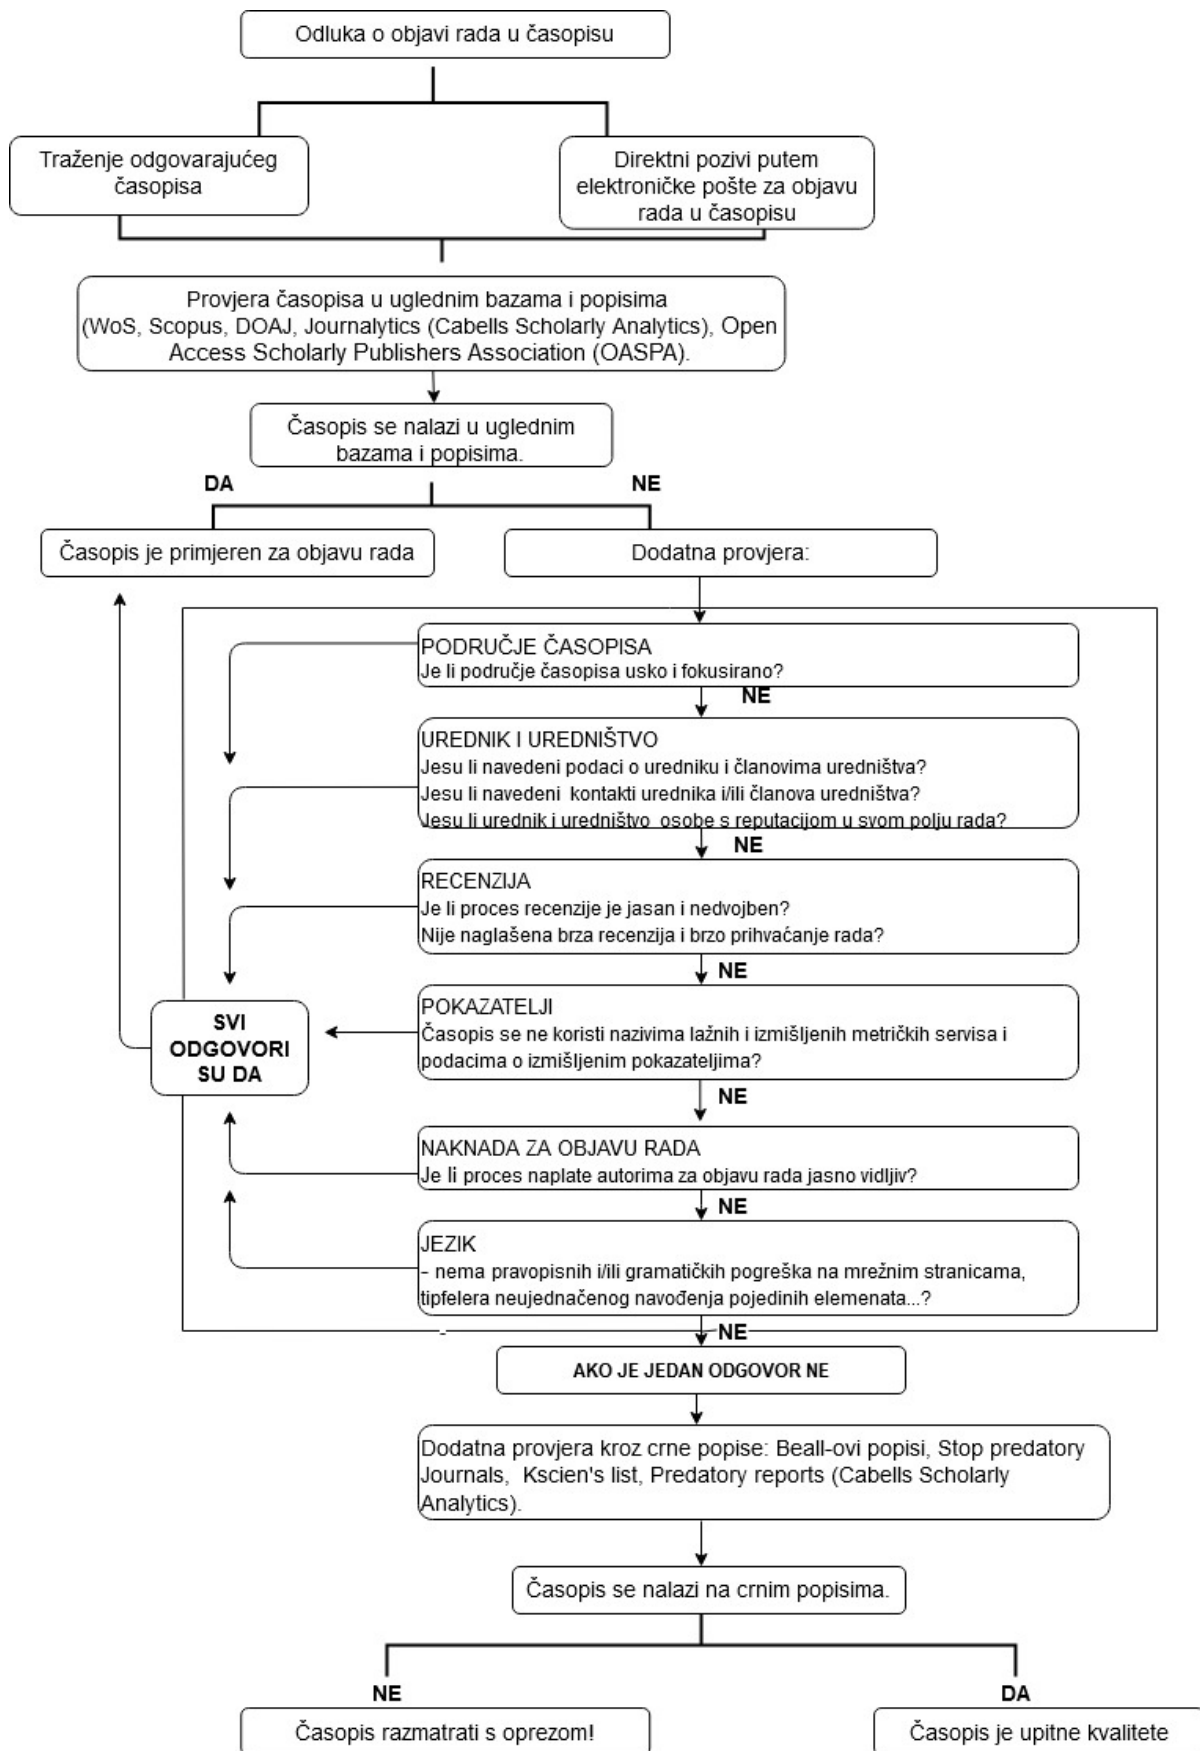 Odluka o objavi rada u časopisu
Traženje odgovarajućeg
časopisa
Direktni pozivi putem
elektroničke pošte za objavu
rada u časopisu
Provjera časopisa u uglednim bazama i popisima
(WoS, Scopus, DOAJ, Journalytics (Cabells Scholarly Analytics), Open
Access Scholarly Publishers Association (OASPA).
Časopis se nalazi u uglednim
bazama i popisima.
DA
NE
Časopis je primjeren za objavu rada
Dodatna provjera:
PODRUČJE ČASOPISA
Je li područje časopisa usko i fokusirano?
NE
UREDNIK I UREDNIŠTVO
Jesu li navedeni podaci o uredniku i članovima uredništva?
Jesu li navedeni kontakti urednika i/ili članova uredništva?
Jesu li urednik i uredništvo osobe s reputacijom u svom polju rada?
NE
RECENZIJA
Je li proces recenzije je jasan i nedvojben?
Nije naglašena brza recenzija i brzo prihvaćanje rada?
NE
SVI
ODGOVORI
SU DA
POKAZATELJI
Časopis se ne koristi nazivima lažnih i izmišljenih metričkih servisa i
podacima o izmišljenim pokazateljima?
NE
NAKNADA ZA OBJAVU RADA
Je li proces naplate autorima za objavu rada jasno vidljiv?
NE
JEZIK
– nema pravopisnih i/ili gramatičkih pogreška na mrežnim stranicama,
tipfelera neujednačenog navođenja pojedinih elemenata...?
NE
AKO JE JEDAN ODGOVOR NE
Dodatna provjera kroz crne popise: Beall-ovi popisi, Stop predatory
Journals, Kscien's list, Predatory reports (Cabells Scholarly
Analytics).
Časopis se nalazi na crnim popisima.
NE
DA
Časopis razmatrati s oprezom!
Časopis je upitne kvalitete